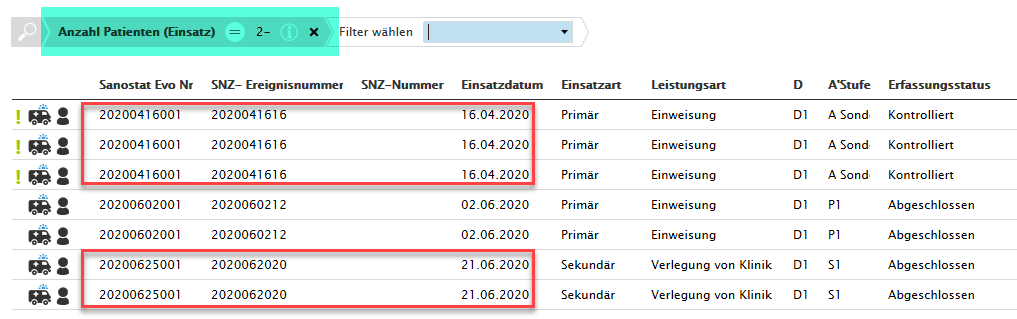 Anzahl Patienten (Einsatz) = 2- i × Filter wählen
Sanostat Evo Nr SNZ- Ereignisnummer SNZ-Nummer Einsatzdatum Einsatzart Leistungsart D A'Stufe Erfassungsstatus
! 20200416001 2020041616 16.04.2020 Primär Einweisung D1 A Sond Kontrolliert
! 20200416001 2020041616 16.04.2020 Primär Einweisung D1 A Sond Kontrolliert
! 20200416001 2020041616 16.04.2020 Primär Einweisung D1 A Sond Kontrolliert
20200602001 2020060212 02.06.2020 Primär Einweisung D1 P1 Abgeschlossen
20200602001 2020060212 02.06.2020 Primär Einweisung D1 P1 Abgeschlossen
20200625001 2020062020 21.06.2020 Sekundär Verlegung von Klinik D1 S1 Abgeschlossen
20200625001 2020062020 21.06.2020 Sekundär Verlegung von Klinik D1 S1 Abgeschlossen